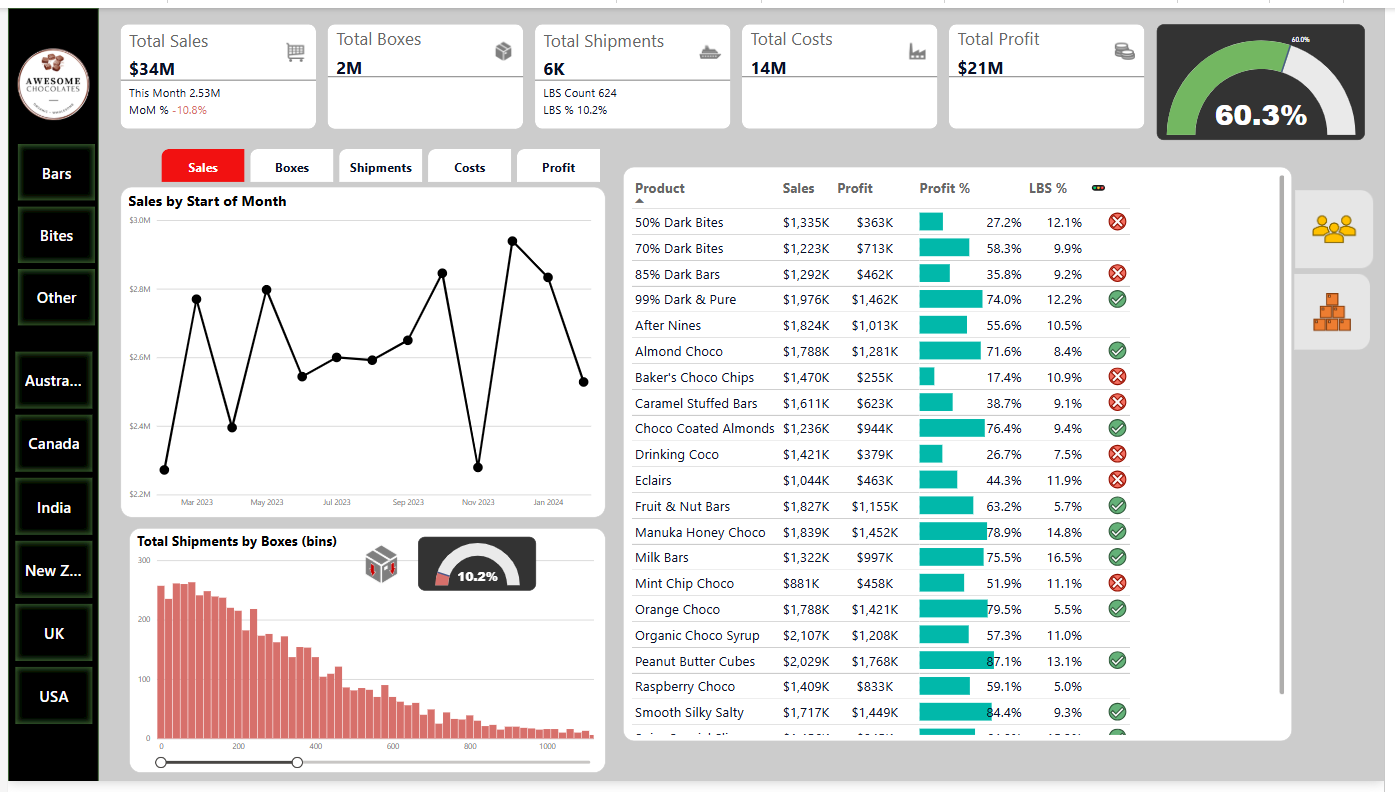 AWESOME
CHOCOLATES
Bars
Bites
Other
Austra...
Canada
India
New Z...
UK
USA
Total Sales
$34M
This Month 2.53M
MoM % -10.8%
Total Boxes
2M
Total Shipments
6K
LBS Count 624
LBS % 10.2%
Total Costs
14M
Total Profit
$21M
60.0%
60.3%
Sales Boxes Shipments Costs Profit
Sales by Start of Month
$3.0M
$2.8M
$2.6M
$2.4M
$2.2M
Mar 2023 May 2023 Jul 2023 Sep 2023 Nov 2023 Jan 2024
Total Shipments by Boxes (bins)
10.2%
300
200
100
0
0 200 400 600 800 1000
Product Sales Profit Profit % LBS %
50% Dark Bites $1,335K $363K 27.2% 12.1%
70% Dark Bites $1,223K $713K 58.3% 9.9%
85% Dark Bars $1,292K $462K 35.8% 9.2%
99% Dark & Pure $1,976K $1,462K 74.0% 12.2%
After Nines $1,824K $1,013K 55.6% 10.5%
Almond Choco $1,788K $1,281K 71.6% 8.4%
Baker's Choco Chips $1,470K $255K 17.4% 10.9%
Caramel Stuffed Bars $1,611K $623K 38.7% 9.1%
Choco Coated Almonds $1,236K $944K 76.4% 9.4%
Drinking Coco $1,421K $379K 26.7% 7.5%
Eclairs $1,044K $463K 44.3% 11.9%
Fruit & Nut Bars $1,827K $1,155K 63.2% 5.7%
Manuka Honey Choco $1,839K $1,452K 78.9% 14.8%
Milk Bars $1,322K $997K 75.5% 16.5%
Mint Chip Choco $881K $458K 51.9% 11.1%
Orange Choco $1,788K $1,421K 79.5% 5.5%
Organic Choco Syrup $2,107K $1,208K 57.3% 11.0%
Peanut Butter Cubes $2,029K $1,768K 87.1% 13.1%
Raspberry Choco $1,409K $833K 59.1% 5.0%
Smooth Silky Salty $1,717K $1,449K 84.4% 9.3%